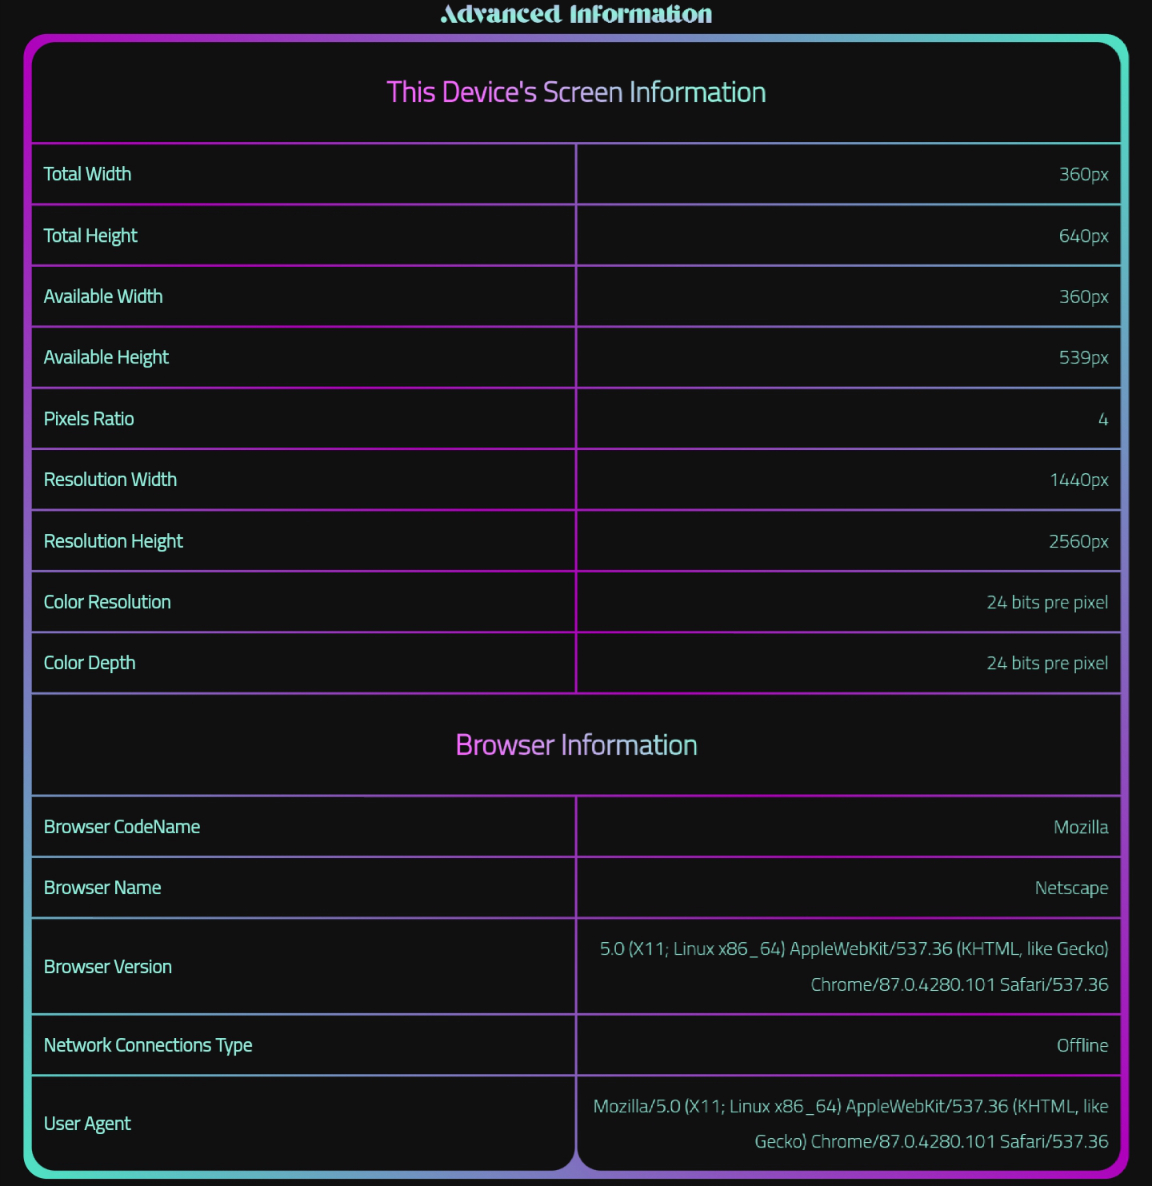 Advanced Information
This Device's Screen Information
Total Width 360px
Total Height 640px
Available Width 360px
Available Height 539px
Pixels Ratio 4
Resolution Width 1440px
Resolution Height 2560px
Color Resolution 24 bits pre pixel
Color Depth 24 bits pre pixel
Browser Information
Browser CodeName Mozilla
Browser Name Netscape
Browser Version
5.0 (X11; Linux x86_64) AppleWebKit/537.36 (KHTML, like Gecko)
Chrome/87.0.4280.101 Safari/537.36
Network Connections Type Offline
User Agent
Mozilla/5.0 (X11; Linux x86_64) AppleWebKit/537.36 (KHTML, like
Gecko) Chrome/87.0.4280.101 Safari/537.36